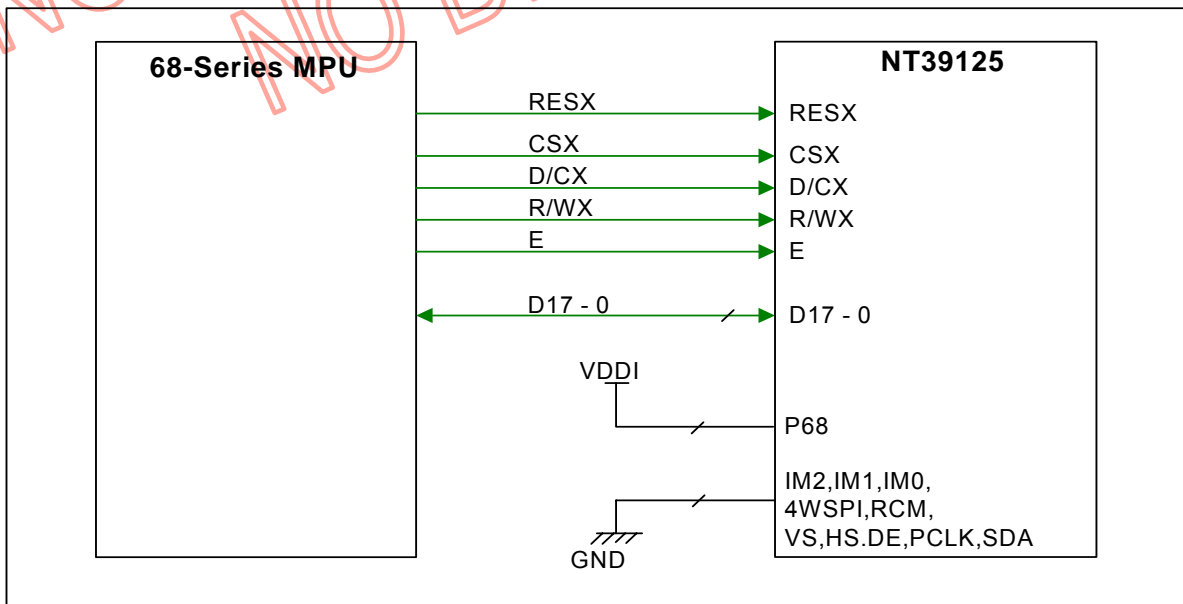 68-Series MPU
NT39125
RESX
RESX
CSX
CSX
D/CX
D/CX
R/WX
R/WX
E
E
D17 - 0
D17 - 0
VDDI
P68
IM2,IM1,IM0,
4WSPI,RCM,
VS,HS.DE,PCLK,SDA
GND